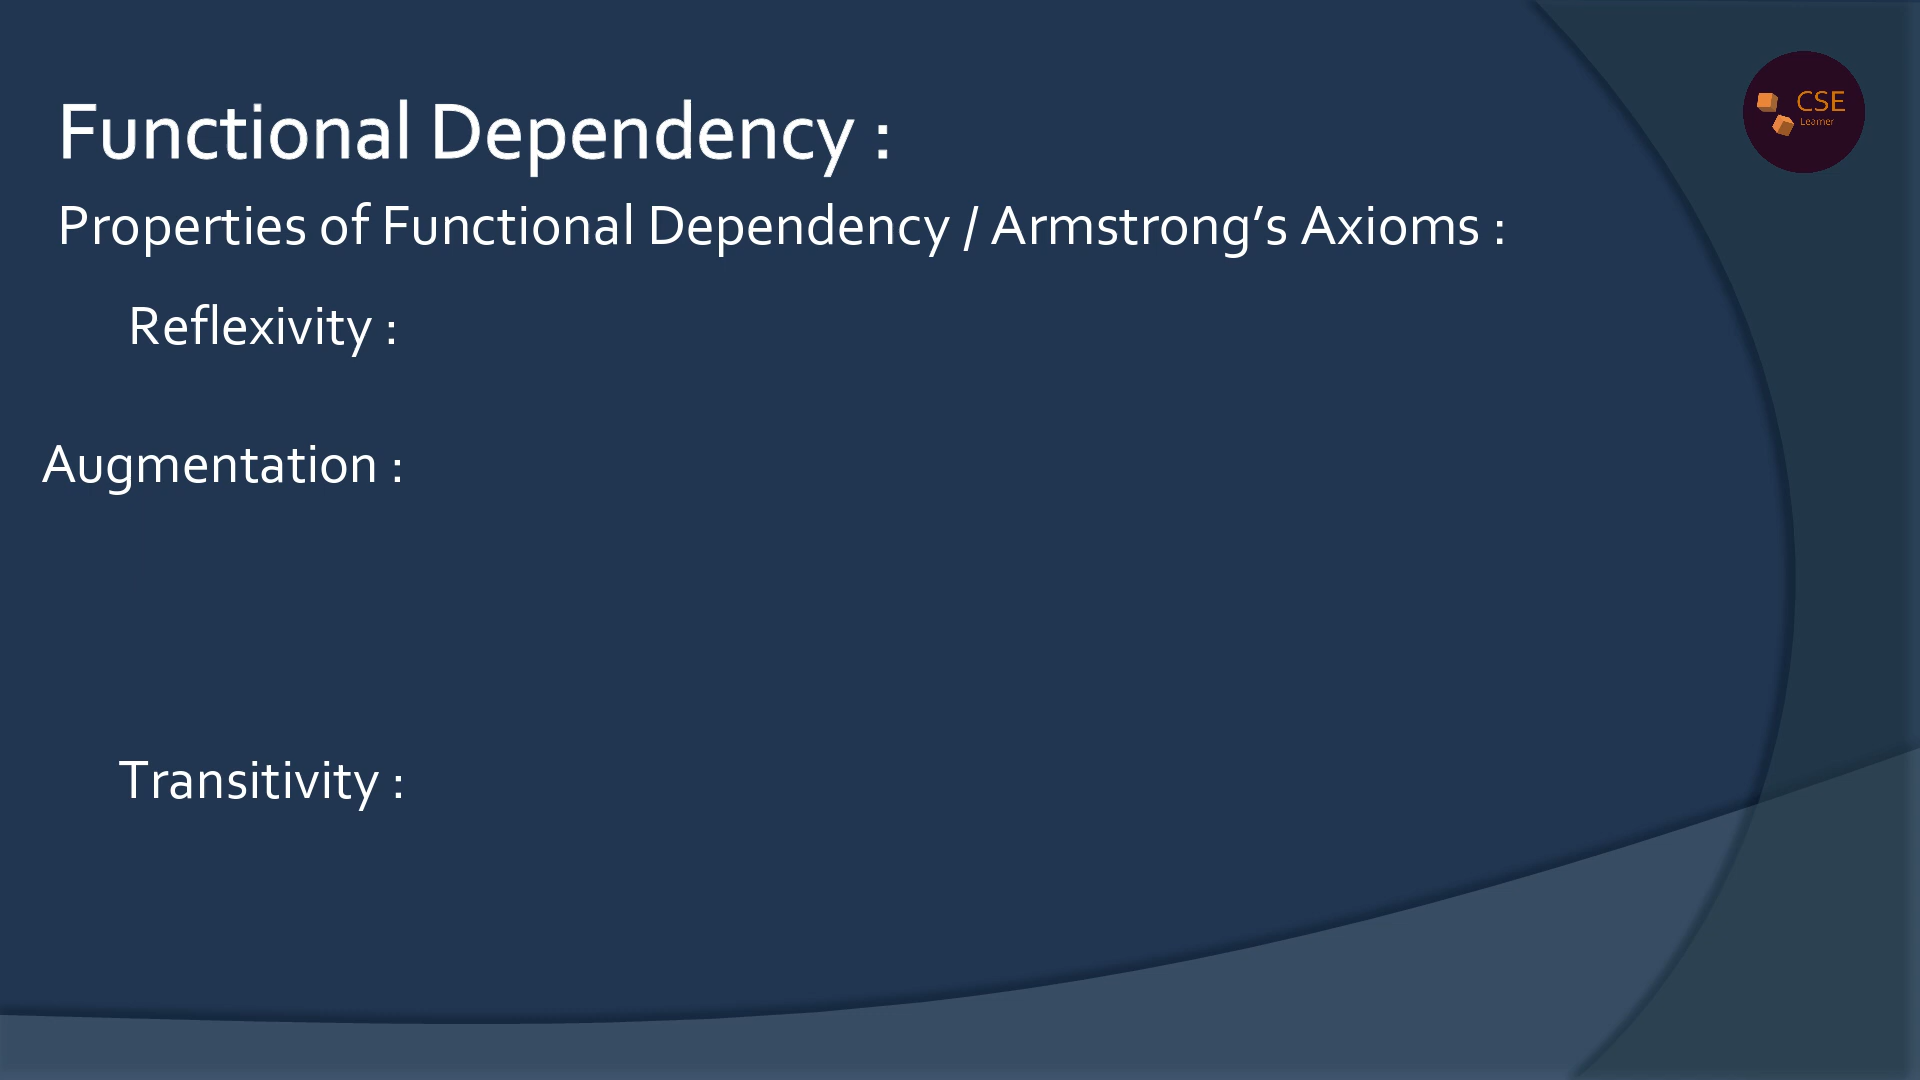 Functional Dependency :
CSE
Learner
Properties of Functional Dependency / Armstrong’s Axioms :
Reflexivity :
Augmentation :
Transitivity :